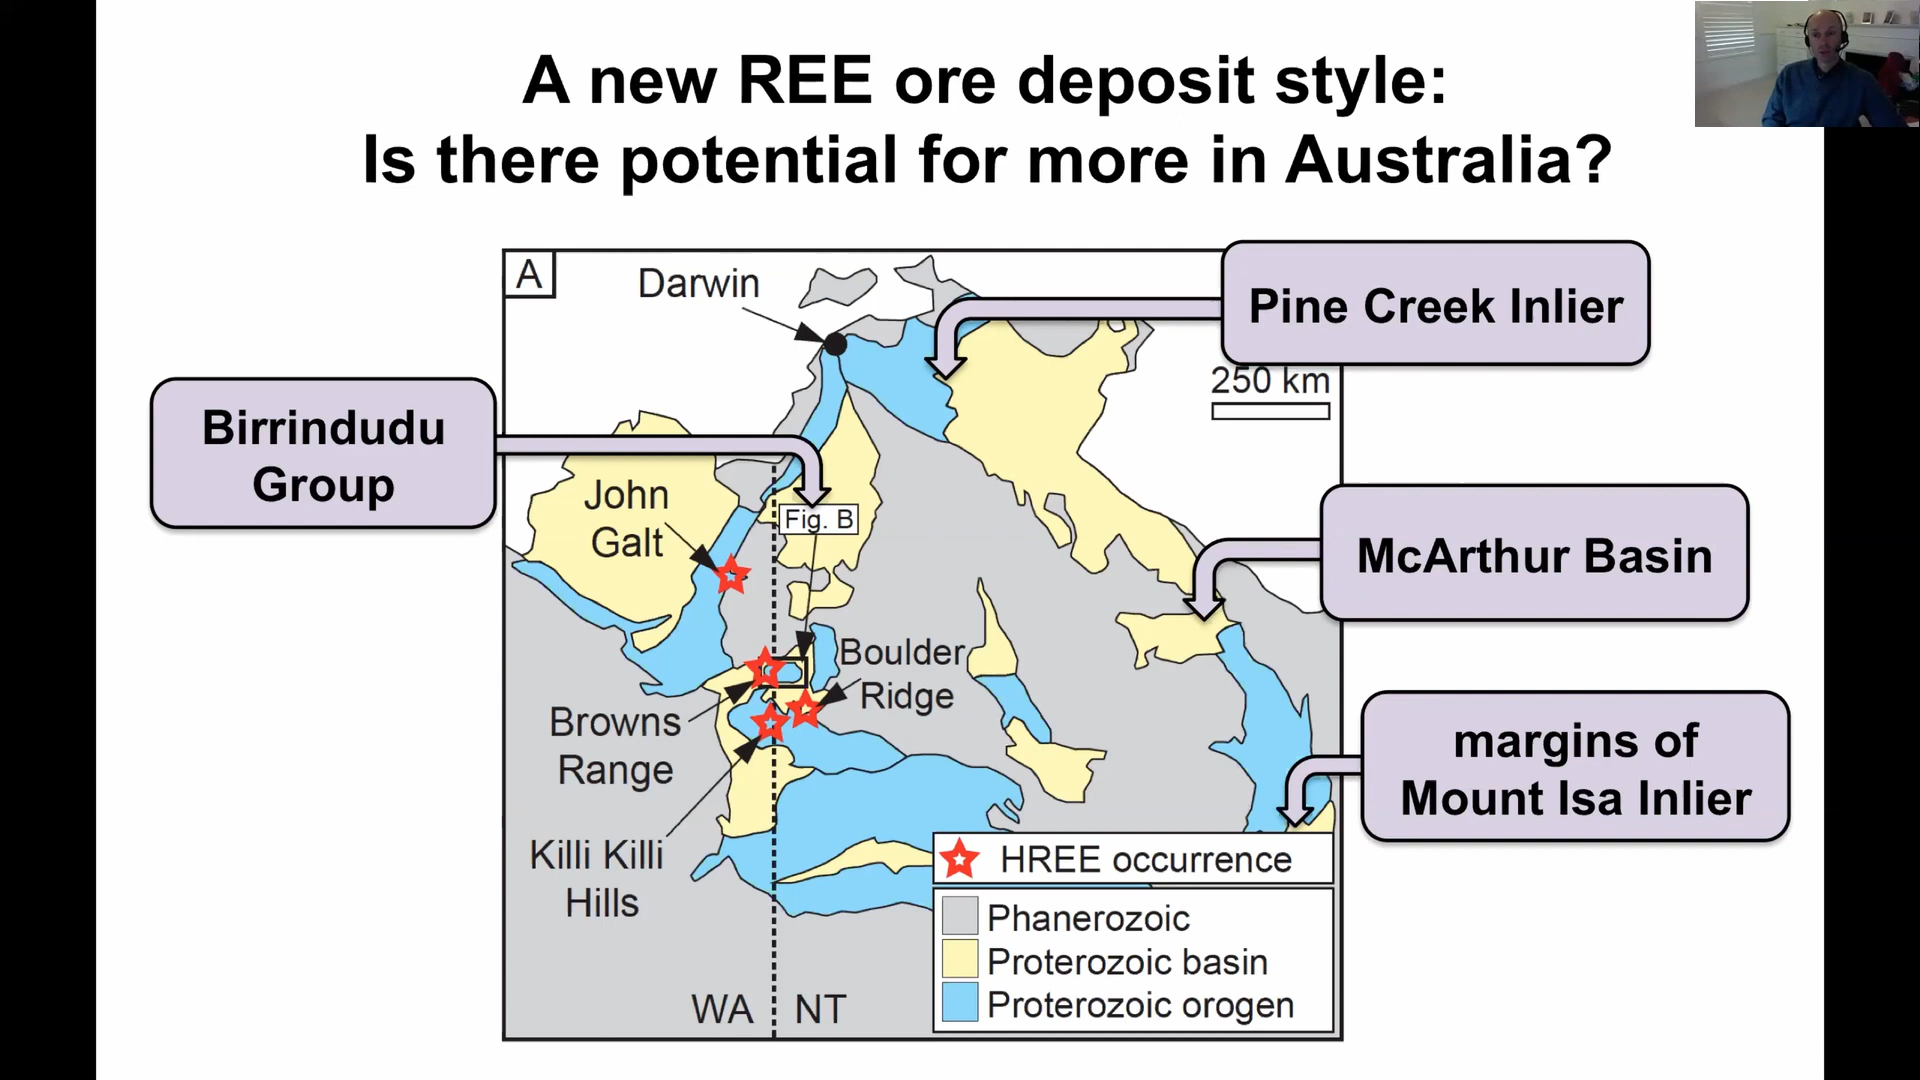 A new REE ore deposit style:
Is there potential for more in Australia?
A
Darwin
Pine Creek Inlier
250 km
Birrindudu
Group
John
Galt
Fig. B
McArthur Basin
Boulder
Ridge
Browns
Range
margins of
Mount Isa Inlier
Killi Killi
Hills
HREE occurrence
Phanerozoic
Proterozoic basin
Proterozoic orogen
WA NT